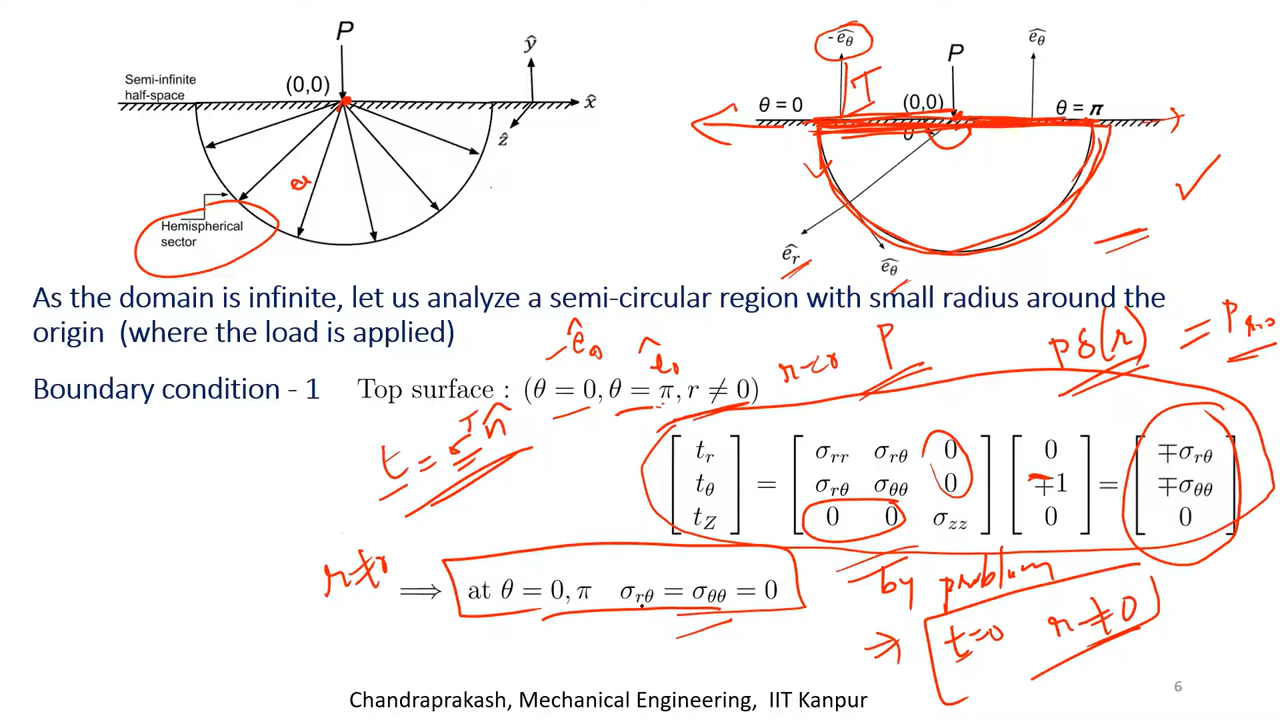 P
Semi-infinite
half-space
(0,0)
ŷ
x̂
ẑ
Hemispherical
sector
-ê_θ
T
P
ê_θ
θ = 0
(0,0)
θ = π
θ
ê_r
ê_θ
As the domain is infinite, let us analyze a semi-circular region with small radius around the
origin (where the load is applied)
P
pδ(r) =
Boundary condition - 1 Top surface : (θ = 0, θ = π, r ≠ 0)
t = σ^T n̂
[ t_r t_θ t_Z ] = [ σ_rr σ_rθ 0 σ_rθ σ_θθ 0 0 0 σ_zz ] [ 0 ∓1 0 ] = [ ∓σ_rθ ∓σ_θθ 0 ]
r≠0
⟹ at θ = 0, π σ_rθ = σ_θθ = 0
by problem
⇒ t=0 r≠0
6
Chandraprakash, Mechanical Engineering, IIT Kanpur